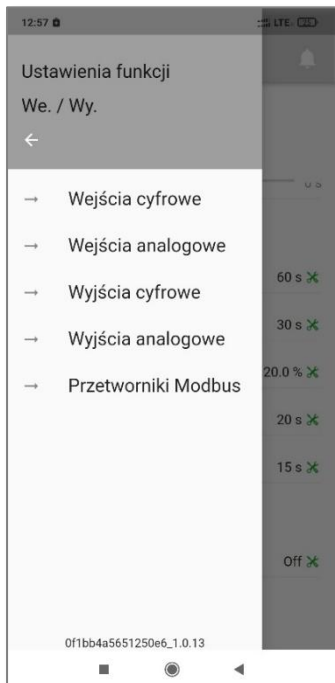 12:57 LTE
Ustawienia funkcji
We. / Wy.
Wejścia cyfrowe
Wejścia analogowe
60 s
Wyjścia cyfrowe
30 s
Wyjścia analogowe
20.0 %
Przetworniki Modbus
20 s
15 s
Off
0f1bb4a5651250e6_1.0.13